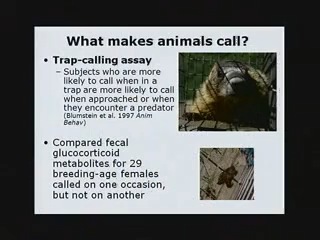 What makes animals call?
• Trap-calling assay
– Subjects who are more
likely to call when in a
trap are more likely to call
when approached or when
they encounter a predator
(Blumstein et al. 1997 Anim
Behav)
• Compared fecal
glucocorticoid
metabolites for 29
breeding-age females
called on one occasion,
but not on another